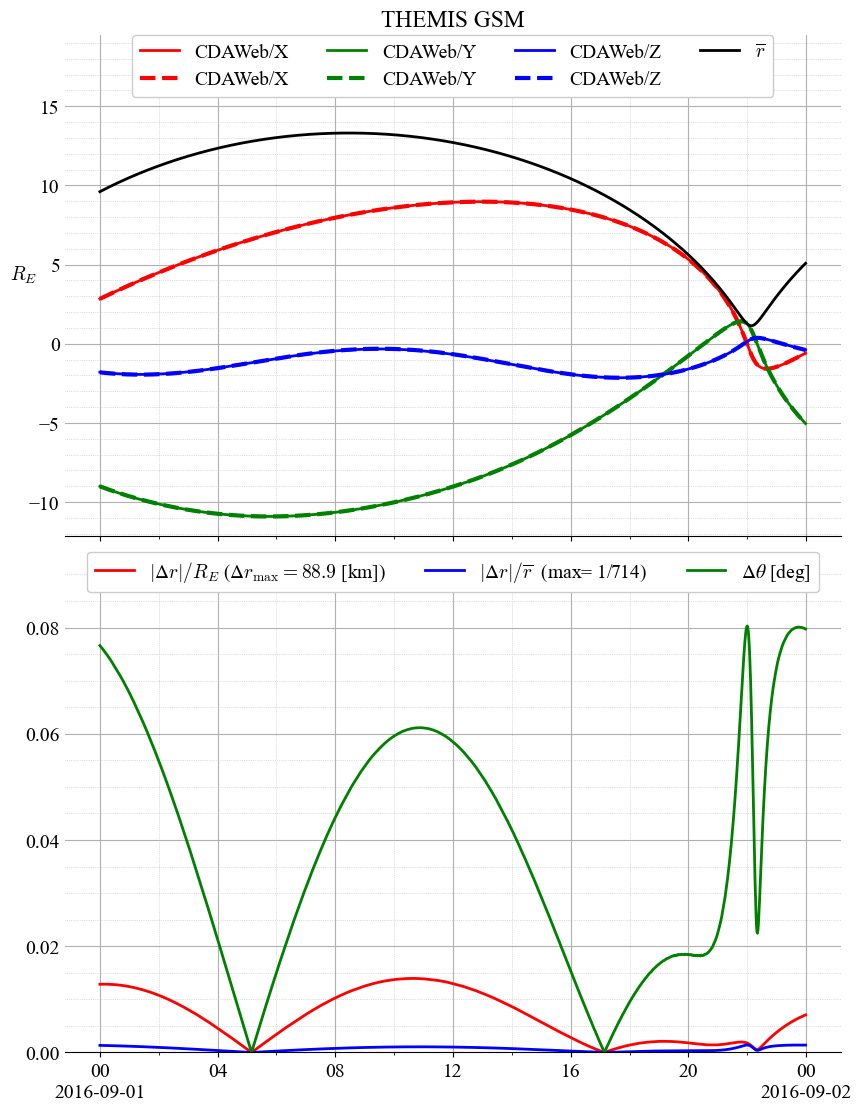 THEMIS GSM
CDAWeb/X CDAWeb/Y CDAWeb/Z r̅
CDAWeb/X CDAWeb/Y CDAWeb/Z
15
10
5
R_E
0
−5
−10
|Δr|/R_E (Δr_max = 88.9 [km]) |Δr|/r̅ (max= 1/714) Δθ [deg]
0.08
0.06
0.04
0.02
0.00
00 04 08 12 16 20 00
2016-09-01 2016-09-02